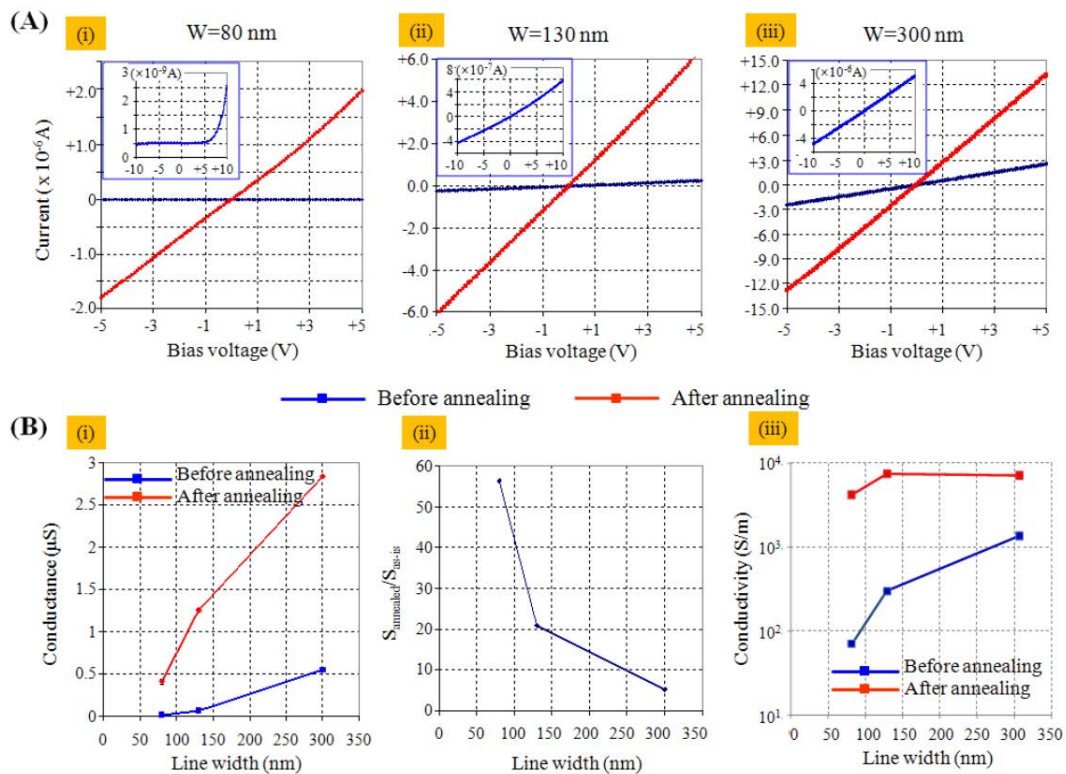 (A)
(i)
W=80 nm
Current (x 10⁻⁶A)
+2.0
+1.0
0
-1.0
-2.0
3 (×10⁻⁹A)
2
1
0
-10
-5
0
+5
+10
-5
-3
-1
+1
+3
+5
Bias voltage (V)
(ii)
W=130 nm
+6.0
+4.0
+2.0
0.0
-2.0
-4.0
-6.0
8 (×10⁻⁷A)
4
0
-4
-10
-5
0
+5
+10
-5
-3
-1
+1
+3
+5
Bias voltage (V)
(iii)
W=300 nm
+15.0
+12.0
+9.0
+6.0
+3.0
0.0
-3.0
-6.0
-9.0
-12.0
-15.0
(×10⁻⁶A)
4
0
-4
-10
-5
0
+5
+10
-5
-3
-1
+1
+3
+5
Bias voltage (V)
Before annealing
After annealing
(B)
(i)
Conductance (µS)
3
2.5
2
1.5
1
0.5
0
Before annealing
After annealing
0 50 100 150 200 250 300 350
Line width (nm)
(ii)
Sannealed/Sas-is
60
50
40
30
20
10
0
0 50 100 150 200 250 300 350
Line width (nm)
(iii)
Conductivity (S/m)
10⁴
10³
10²
10¹
Before annealing
After annealing
0 50 100 150 200 250 300 350
Line width (nm)